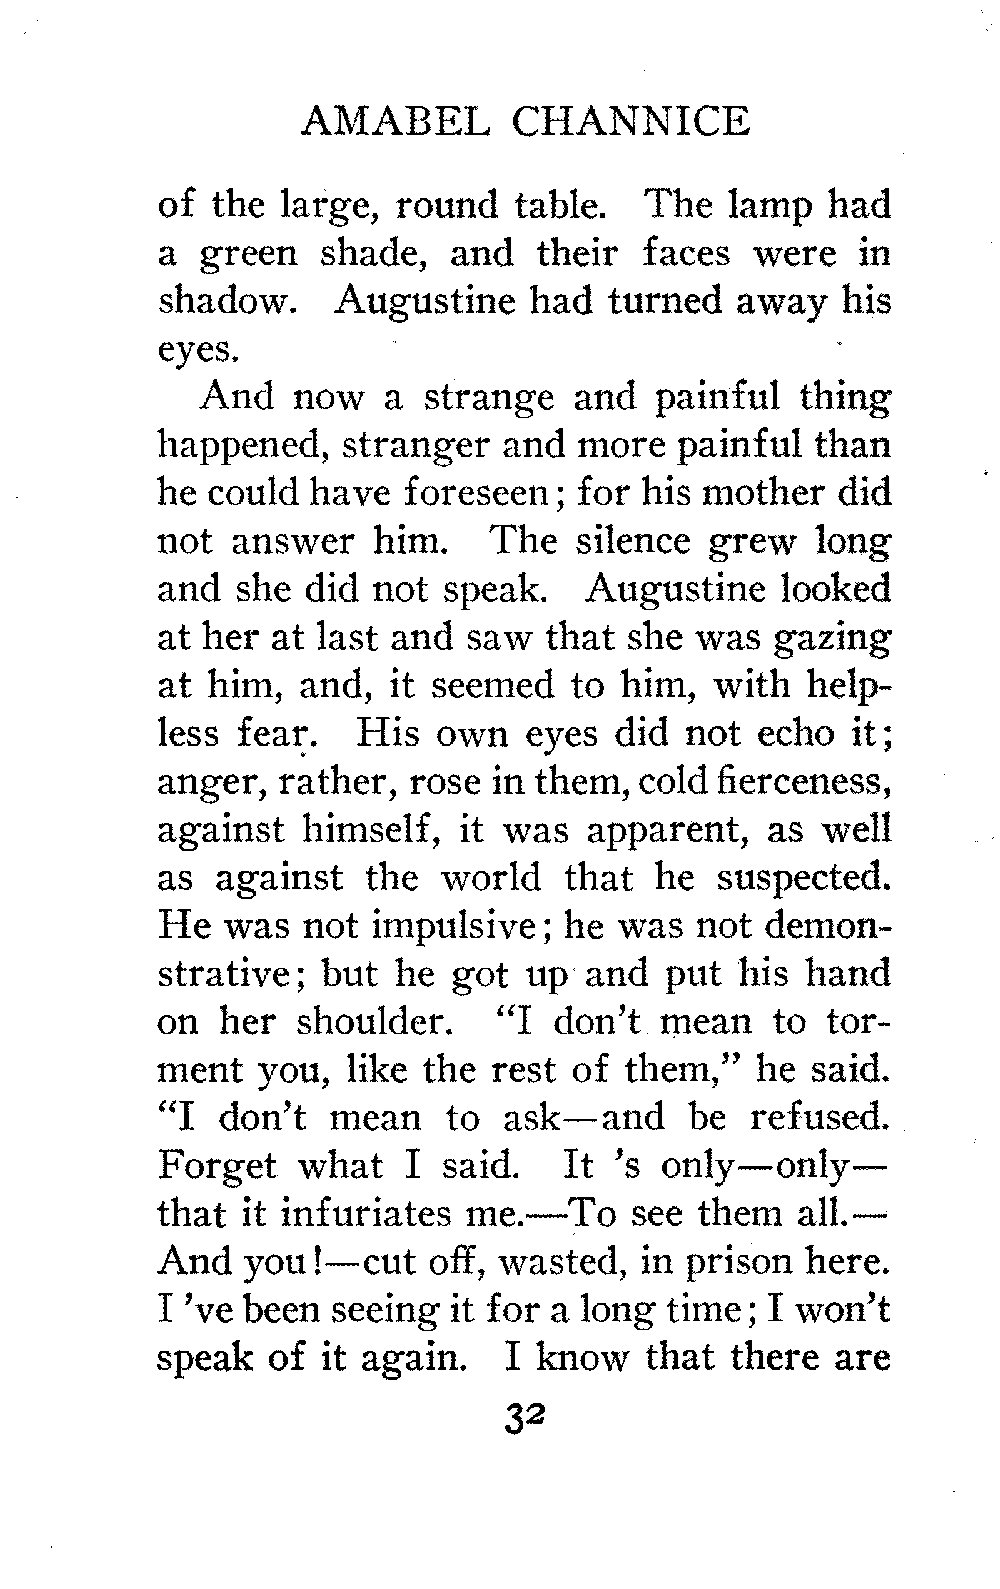 AMABEL CHANNICE
of the large, round table. The lamp had
a green shade, and their faces were in
shadow. Augustine had turned away his
eyes.
And now a strange and painful thing
happened, stranger and more painful than
he could have foreseen; for his mother did
not answer him. The silence grew long
and she did not speak. Augustine looked
at her at last and saw that she was gazing
at him, and, it seemed to him, with help-
less fear. His own eyes did not echo it;
anger, rather, rose in them, cold fierceness,
against himself, it was apparent, as well
as against the world that he suspected.
He was not impulsive; he was not demon-
strative; but he got up and put his hand
on her shoulder. “I don’t mean to tor-
ment you, like the rest of them,” he said.
“I don’t mean to ask—and be refused.
Forget what I said. It ’s only—only—
that it infuriates me.—To see them all.—
And you!—cut off, wasted, in prison here.
I ’ve been seeing it for a long time; I won’t
speak of it again. I know that there are
32